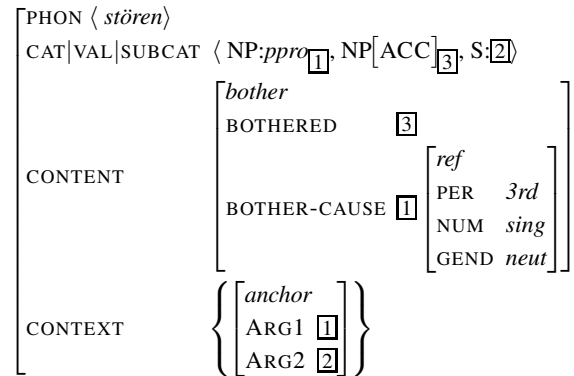 PHON ⟨ stören⟩
CAT|VAL|SUBCAT ⟨ NP:ppro 1, NP[ACC] 3, S: 2⟩
bother
BOTHERED 3
CONTENT
BOTHER-CAUSE 1
ref
PER 3rd
NUM sing
GEND neut
CONTEXT
anchor
ARG1 1
ARG2 2